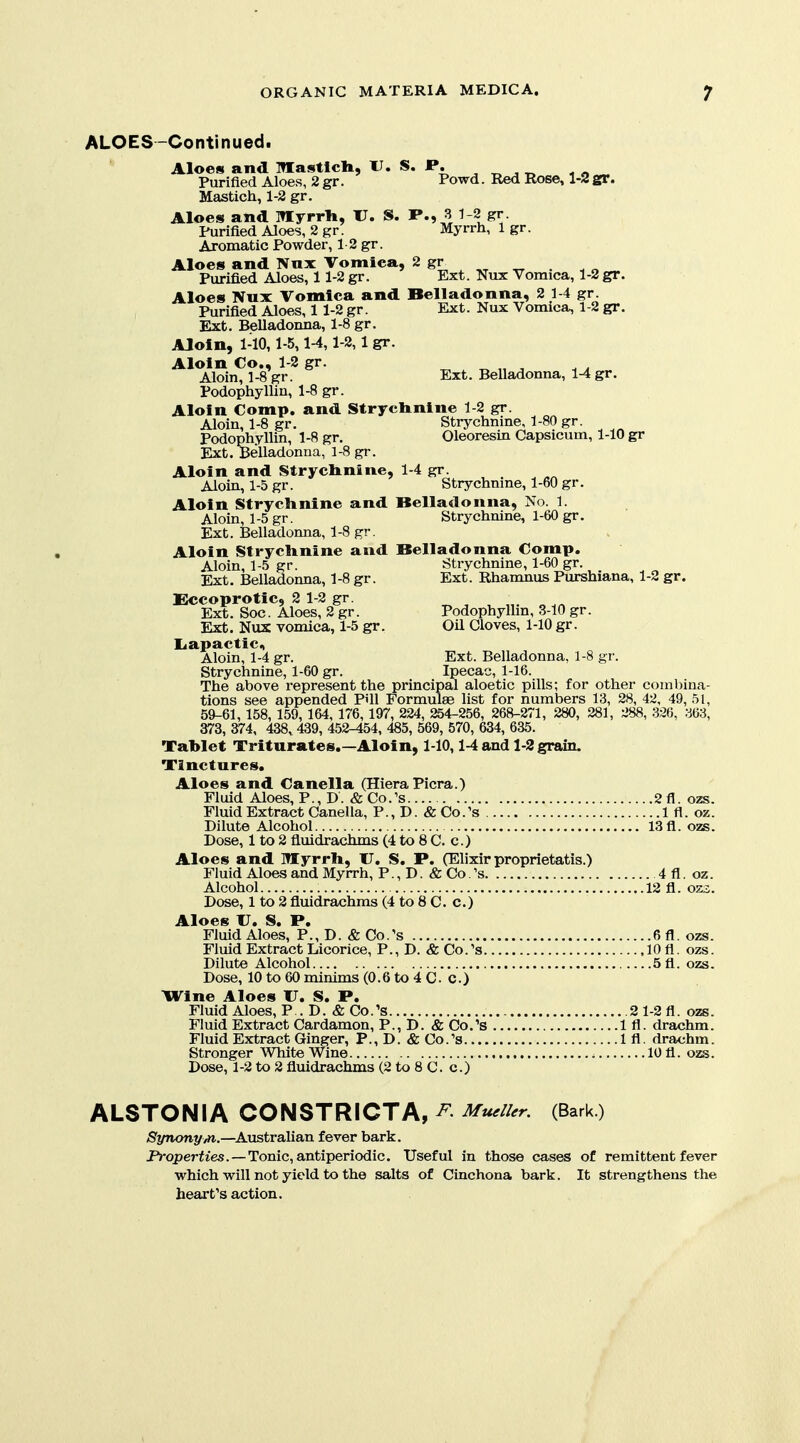 ORGANIC MATERIA MEDICA. 7
ALOES-Continued.
Aloes and Mastich, U. S. P.
Purified Aloes, 2 gr. Powd. Red Rose, 1-2 gr.
Mastich, 1-2 gr.
Aloes and Myrrh, U. S. P., 3 1-2 gr.
Purified Aloes, 2 gr. Myrrh, 1 gr.
Aromatic Powder, 1-2 gr.
Aloes and Nux Vomica, 2 gr
Purified Aloes, 1 1-2 gr. Ext. Nux Vomica, 1-2 gr.
Aloes Nux Vomica and Belladonna, 2 1-4 gr.
Purified Aloes, 1 1-2 gr. Ext. Nux Vomica, 1-2 gr.
Ext. Belladonna, 1-8 gr.
Aloin, 1-10, 1-5, 1-4, 1-2, 1 gr.
Aloin Co., 1-2 gr.
Aloin, 1-8 gr. Ext. Belladonna, 1-4 gr.
Podophyllin, 1-8 gr.
Aloin Comp. and Strychnine 1-2 gr.
Aloin, 1-8 gr. Strychnine, 1-80 gr.
Podophyllin, 1-8 gr. Oleoresin Capsicum, 1-10 gr
Ext. Belladonna, 1-8 gr.
Aloin and Strychnine, 1-4 gr.
Aloin, 1-5 gr. Strychnine, 1-60 gr.
Aloin Strychnine and Belladonna, No. 1.
Aloin, 1-5 gr. Strychnine, 1-60 gr.
Ext. Belladonna, 1-8 gr.
Aloin Strychnine and Belladonna Comp.
Aloin, 1-5 gr. Strychnine, 1-60 gr.
Ext. Belladonna, 1-8 gr. Ext. Rhamnus Purshiana, 1-2 gr.
Eccoprotic, 2 1-2 gr.
Ext. Soc. Aloes, 2 gr. Podophyllin, 3-10 gr.
Ext. Nux vomica, 1-5 gr. Oil Cloves, 1-10 gr.
Lapactic,
Aloin, 1-4 gr. Ext. Belladonna, 1-8 gr.
Strychnine, 1-60 gr. Ipecac, 1-16.
The above represent the principal aloetic pills; for other combina-
tions see appended Pill Formulæ list for numbers 13, 28, 42, 49, 51,
59-61, 158, 159, 164, 176, 197, 224, 254-256, 268-271, 280, 281, 288, 326, 363,
373, 374, 438, 439, 452-454, 485, 569, 570, 634, 635.
Tablet Triturates.—Aloin, 1-10, 1-4 and 1-2 grain.
Tinctures.
Aloes and Canella (Hiera Picra.)
Fluid Aloes, P., D. & Co.'s..... 2 fl. ozs.
Fluid Extract Canella, P., D. & Co.'s ..... 1 fl. oz.
Dilute Alcohol..... 13 fl. ozs.
Dose, 1 to 2 fluidrachms (4 to 8 C. c.)
Aloes and Myrrh, U. S. P. (Elixir proprietatis.)
Fluid Aloes and Myrrh, P., D. & Co.'s..... 4 fl. oz.
Alcohol..... 12 fl. ozs.
Dose, 1 to 2 fluidrachms (4 to 8 C. c.)
Aloes U. S. P.
Fluid Aloes, P., D. & Co.'s ..... 6 fl. ozs.
Fluid Extract Licorice, P., D. & Co.'s..... 10 fl. ozs.
Dilute Alcohol..... 5 fl. ozs.
Dose, 10 to 60 minims (0.6 to 4 C. c.)
Wine Aloes U. S. P.
Fluid Aloes, P., D. & Co.'s..... 2 1-2 fl. ozs.
Fluid Extract Cardamon, P., D. & Co.'s ..... 1 fl. drachm.
Fluid Extract Ginger, P., D. & Co.'s..... 1 fl. drachm.
Stronger White Wine..... 10 fl. ozs.
Dose, 1-2 to 2 fluidrachms (2 to 8 C. c.)
ALSTONIA CONSTRICTA, F. Mueller. (Bark.)
Synonym.—Australian fever bark.
Properties.—Tonic, antiperiodic. Useful in those cases of remittent fever
which will not yield to the salts of Cinchona bark. It strengthens the
heart's action.